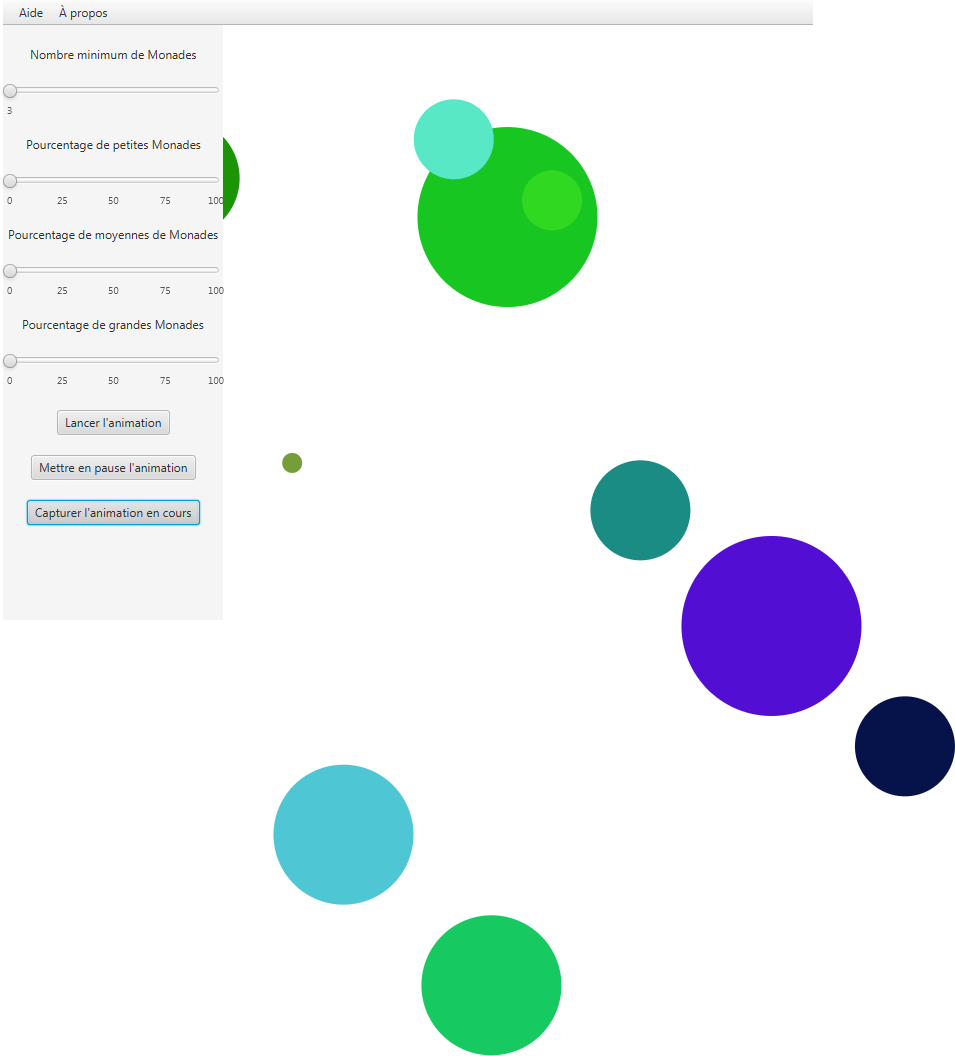 Aide À propos
Nombre minimum de Monades
3
Pourcentage de petites Monades
0 25 50 75 100
Pourcentage de moyennes de Monades
0 25 50 75 100
Pourcentage de grandes Monades
0 25 50 75 100
Lancer l'animation
Mettre en pause l'animation
Capturer l'animation en cours